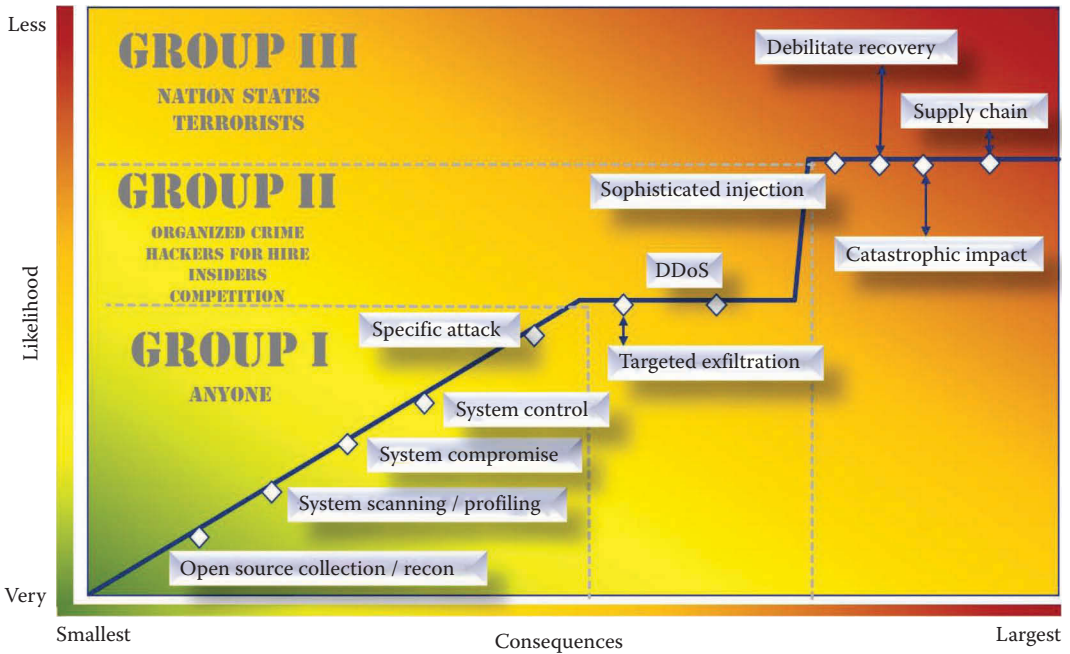 Less
GROUP III
NATION STATES
TERRORISTS
Debilitate recovery
Supply chain
GROUP II
ORGANIZED CRIME
HACKERS FOR HIRE
INSIDERS
COMPETITION
Sophisticated injection
Catastrophic impact
DDoS
Likelihood
GROUP I
ANYONE
Specific attack
Targeted exfiltration
System control
System compromise
System scanning / profiling
Open source collection / recon
Very
Smallest
Consequences
Largest